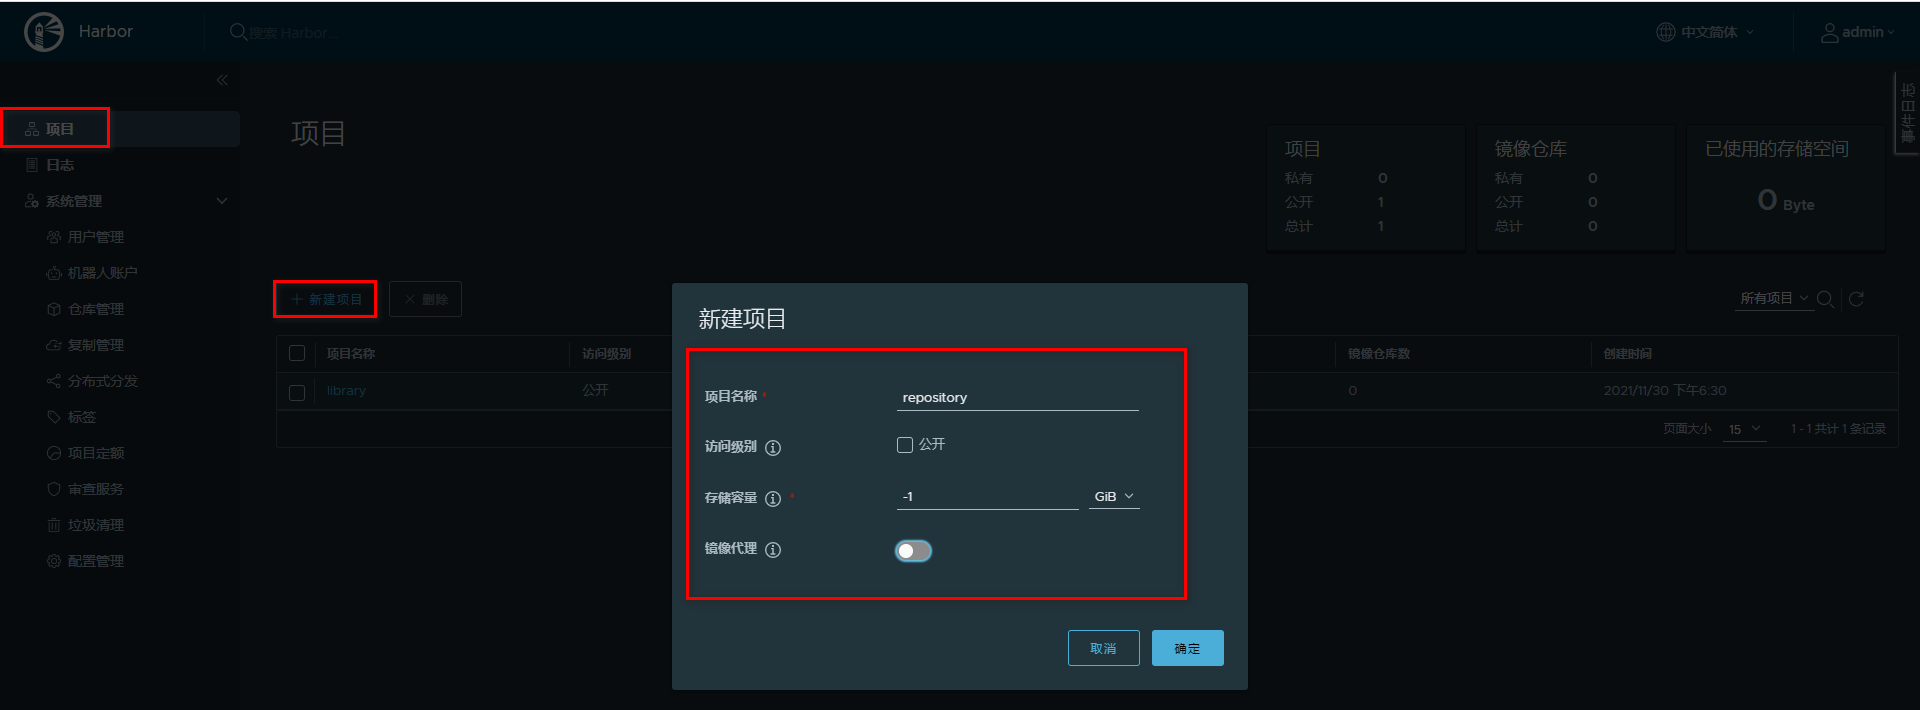 Harbor
搜索 Harbor...
中文简体
admin
事件日志
项目
日志
系统管理
用户管理
机器人账户
仓库管理
复制管理
分布式分发
标签
项目定额
审查服务
垃圾清理
配置管理
项目
项目
私有 0
公开 1
总计 1
镜像仓库
私有 0
公开 0
总计 0
已使用的存储空间
0 Byte
+ 新建项目
× 删除
所有项目
项目名称 访问级别 镜像仓库数 创建时间
library 公开 0 2021/11/30 下午6:30
页面大小 15 1 - 1 共计 1 条记录
新建项目
项目名称 * repository
访问级别 公开
存储容量 * -1 GiB
镜像代理
取消 确定